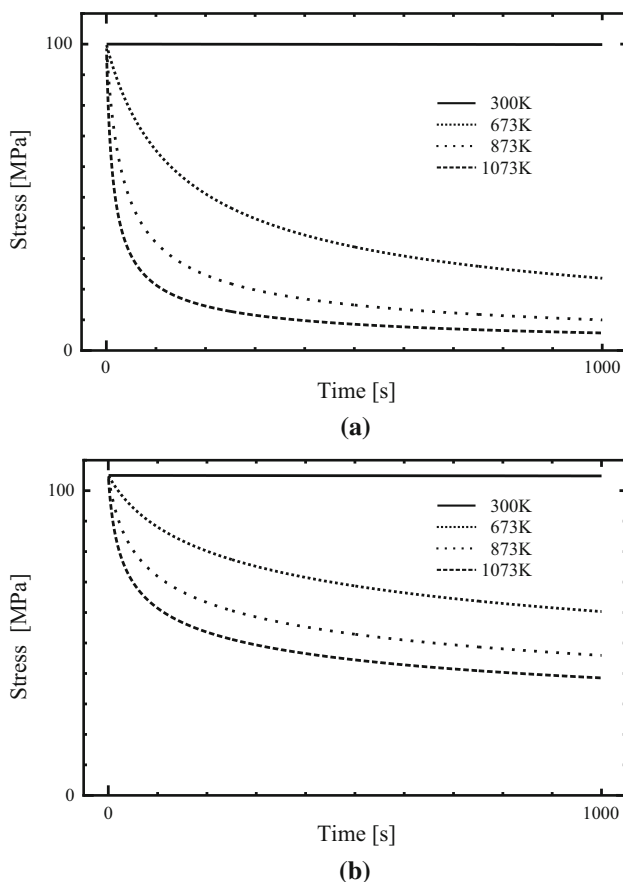 100
300K
673K
873K
1073K
Stress [MPa]
0
0
1000
Time [s]
(a)
100
300K
673K
873K
1073K
Stress [MPa]
0
0
1000
Time [s]
(b)